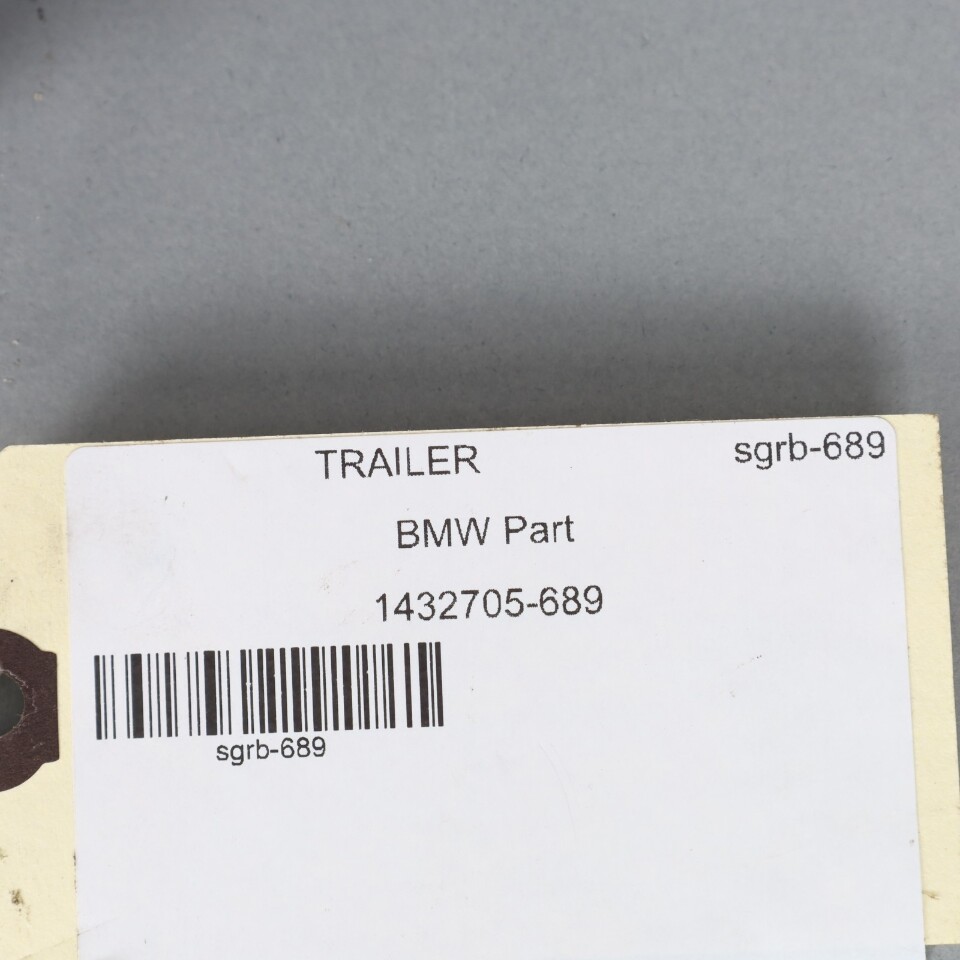 TRAILER sgrb-689
BMW Part
1432705-689
sgrb-689